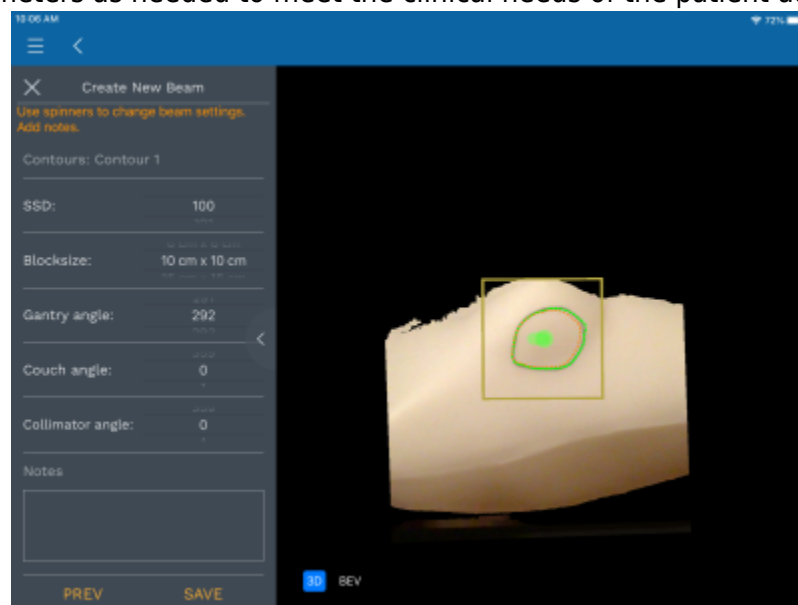 meters as needed to meet the clinical needs of the patient a
10:06 AM
72%
Create New Beam
Use spinners to change beam settings.
Add notes.
Contours: Contour 1
SSD:
100
Blocksize:
10 cm x 10 cm
Gantry angle:
292
Couch angle:
0
Collimator angle:
0
Notes
PREV
SAVE
3D
BEV